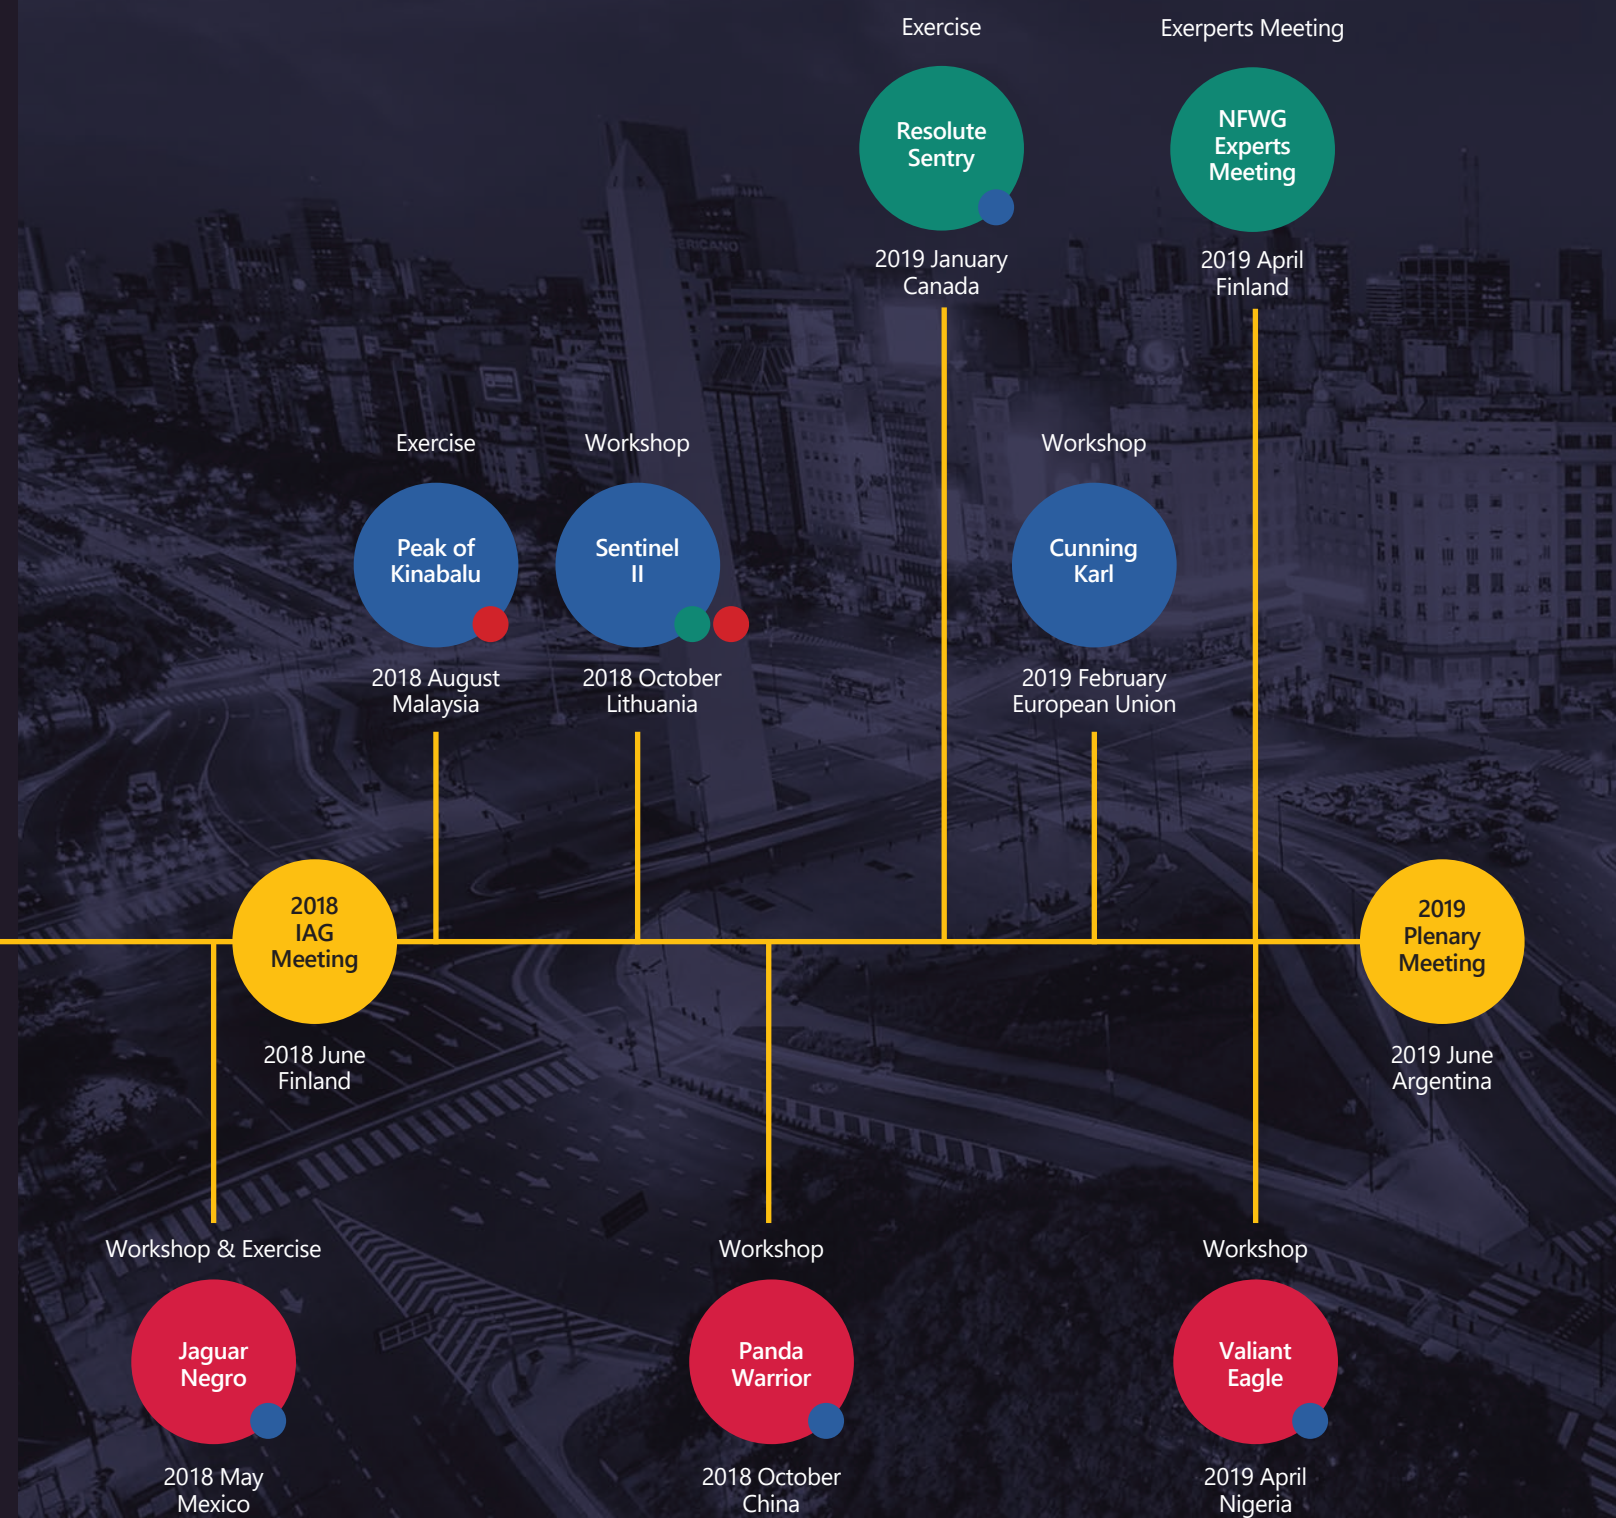 Exercise
Resolute
Sentry
2019 January
Canada
Exerperts Meeting
NFWG
Experts
Meeting
2019 April
Finland
Exercise
Peak of
Kinabalu
2018 August
Malaysia
Workshop
Sentinel
II
2018 October
Lithuania
Workshop
Cunning
Karl
2019 February
European Union
2018
IAG
Meeting
2018 June
Finland
2019
Plenary
Meeting
2019 June
Argentina
Workshop & Exercise
Jaguar
Negro
2018 May
Mexico
Workshop
Panda
Warrior
2018 October
China
Workshop
Valiant
Eagle
2019 April
Nigeria